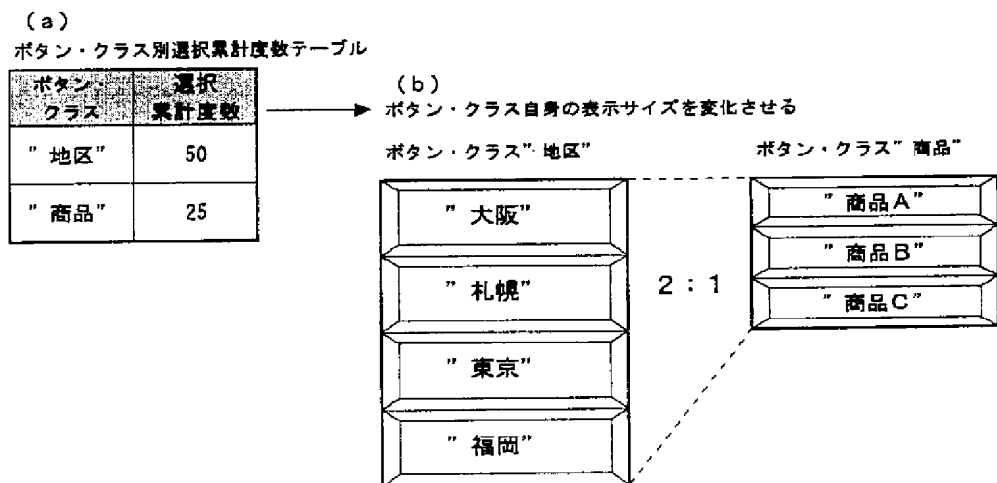 (a)
ボタン・クラス別選択累計度数テーブル
ボタン・
クラス
選択
累計度数
”地区”
50
”商品”
25
(b)
ボタン・クラス自身の表示サイズを変化させる
ボタン・クラス”地区”
”大阪”
”札幌”
”東京”
”福岡”
2：1
ボタン・クラス”商品”
”商品A”
”商品B”
”商品C”